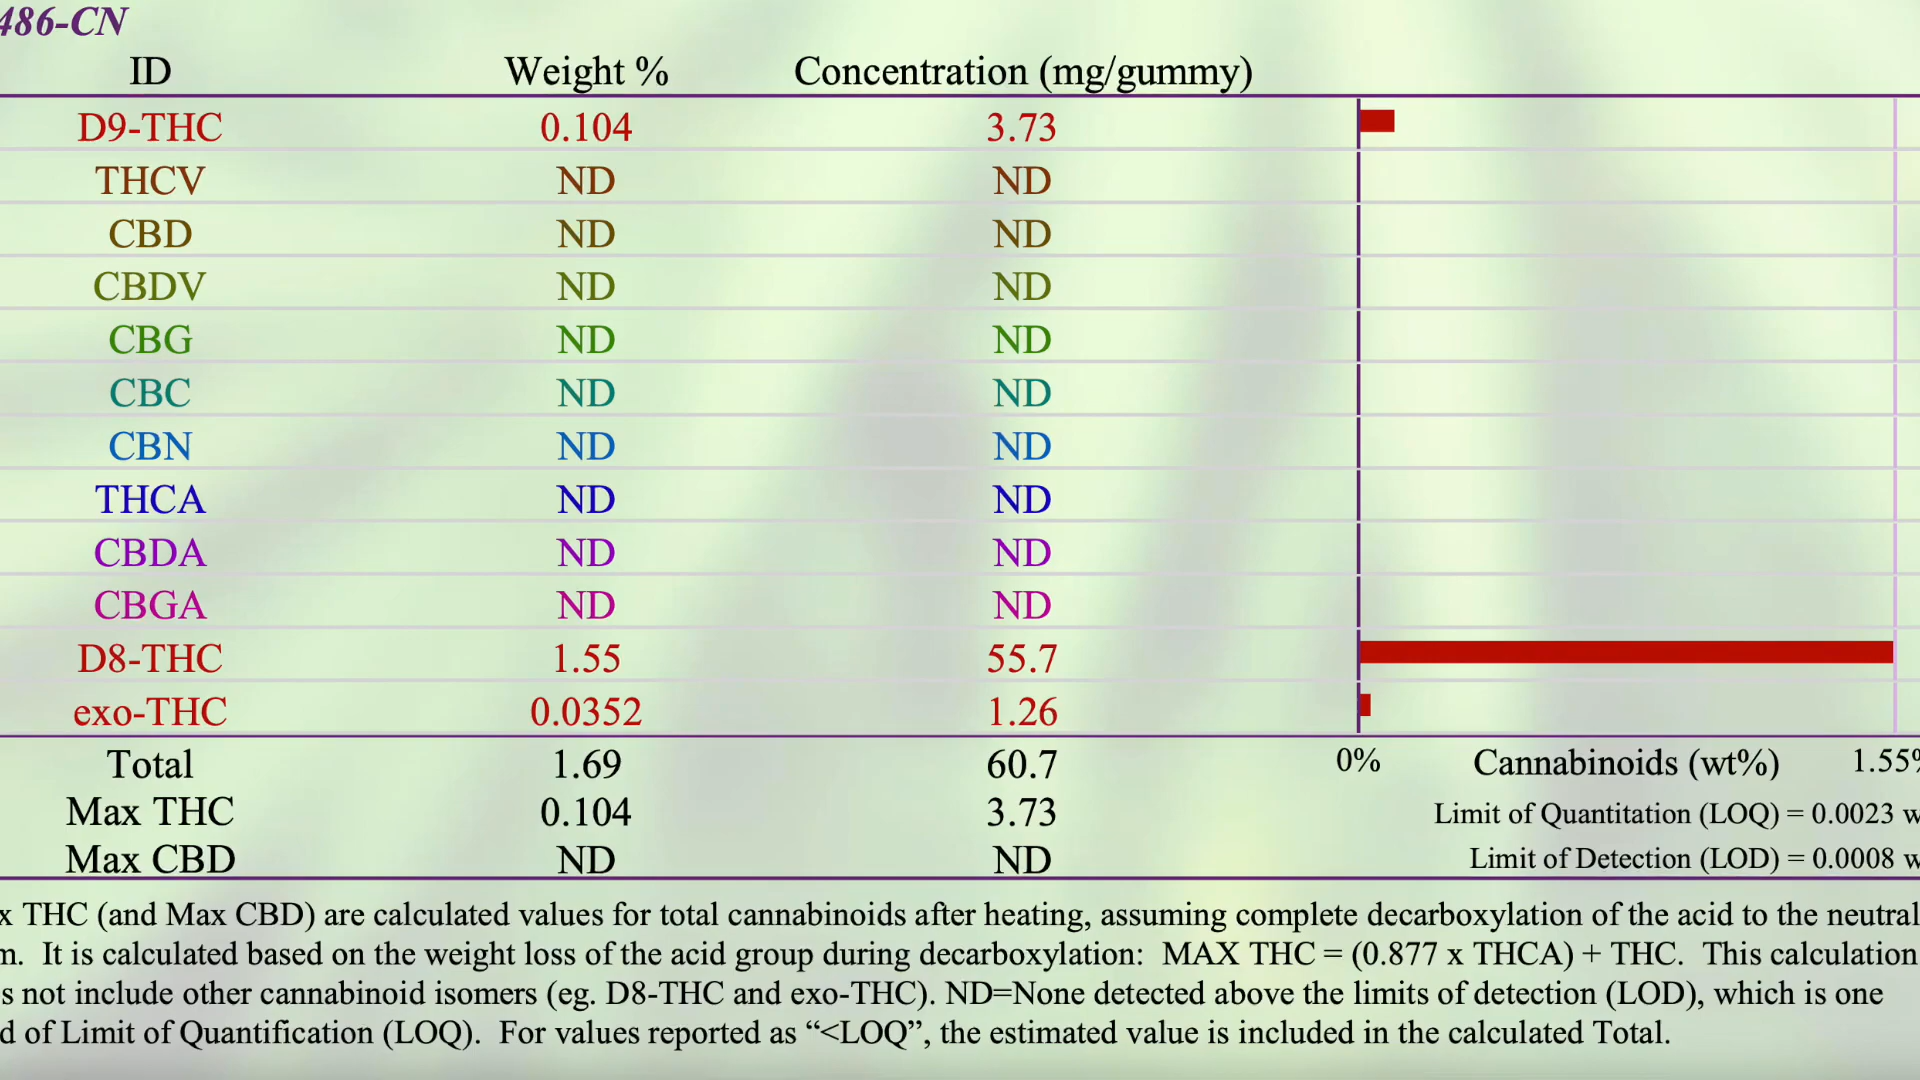 486-CN
ID Weight % Concentration (mg/gummy)
D9-THC 0.104 3.73
THCV ND ND
CBD ND ND
CBDV ND ND
CBG ND ND
CBC ND ND
CBN ND ND
THCA ND ND
CBDA ND ND
CBGA ND ND
D8-THC 1.55 55.7
exo-THC 0.0352 1.26
Total 1.69 60.7 0% Cannabinoids (wt%) 1.55%
Max THC 0.104 3.73 Limit of Quantitation (LOQ) = 0.0023
Max CBD ND ND Limit of Detection (LOD) = 0.0008
THC (and Max CBD) are calculated values for total cannabinoids after heating, assuming complete decarboxylation of the acid to the neutral
It is calculated based on the weight loss of the acid group during decarboxylation: MAX THC = (0.877 x THCA) + THC. This calculation
not include other cannabinoid isomers (eg. D8-THC and exo-THC). ND=None detected above the limits of detection (LOD), which is one
of Limit of Quantification (LOQ). For values reported as “<LOQ”, the estimated value is included in the calculated Total.